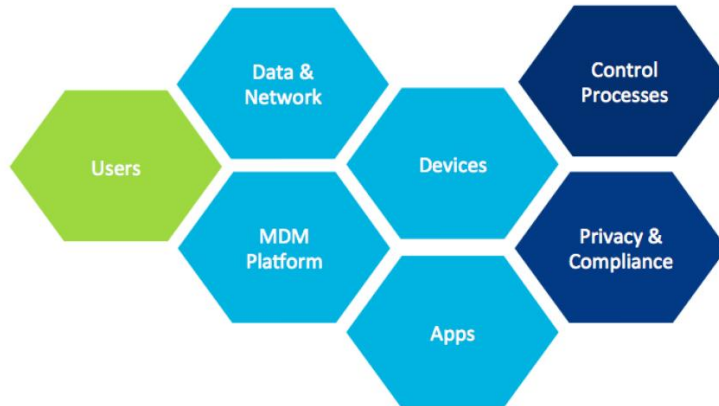 Data &
Network
Control
Processes
Users
Devices
MDM
Platform
Privacy &
Compliance
Apps